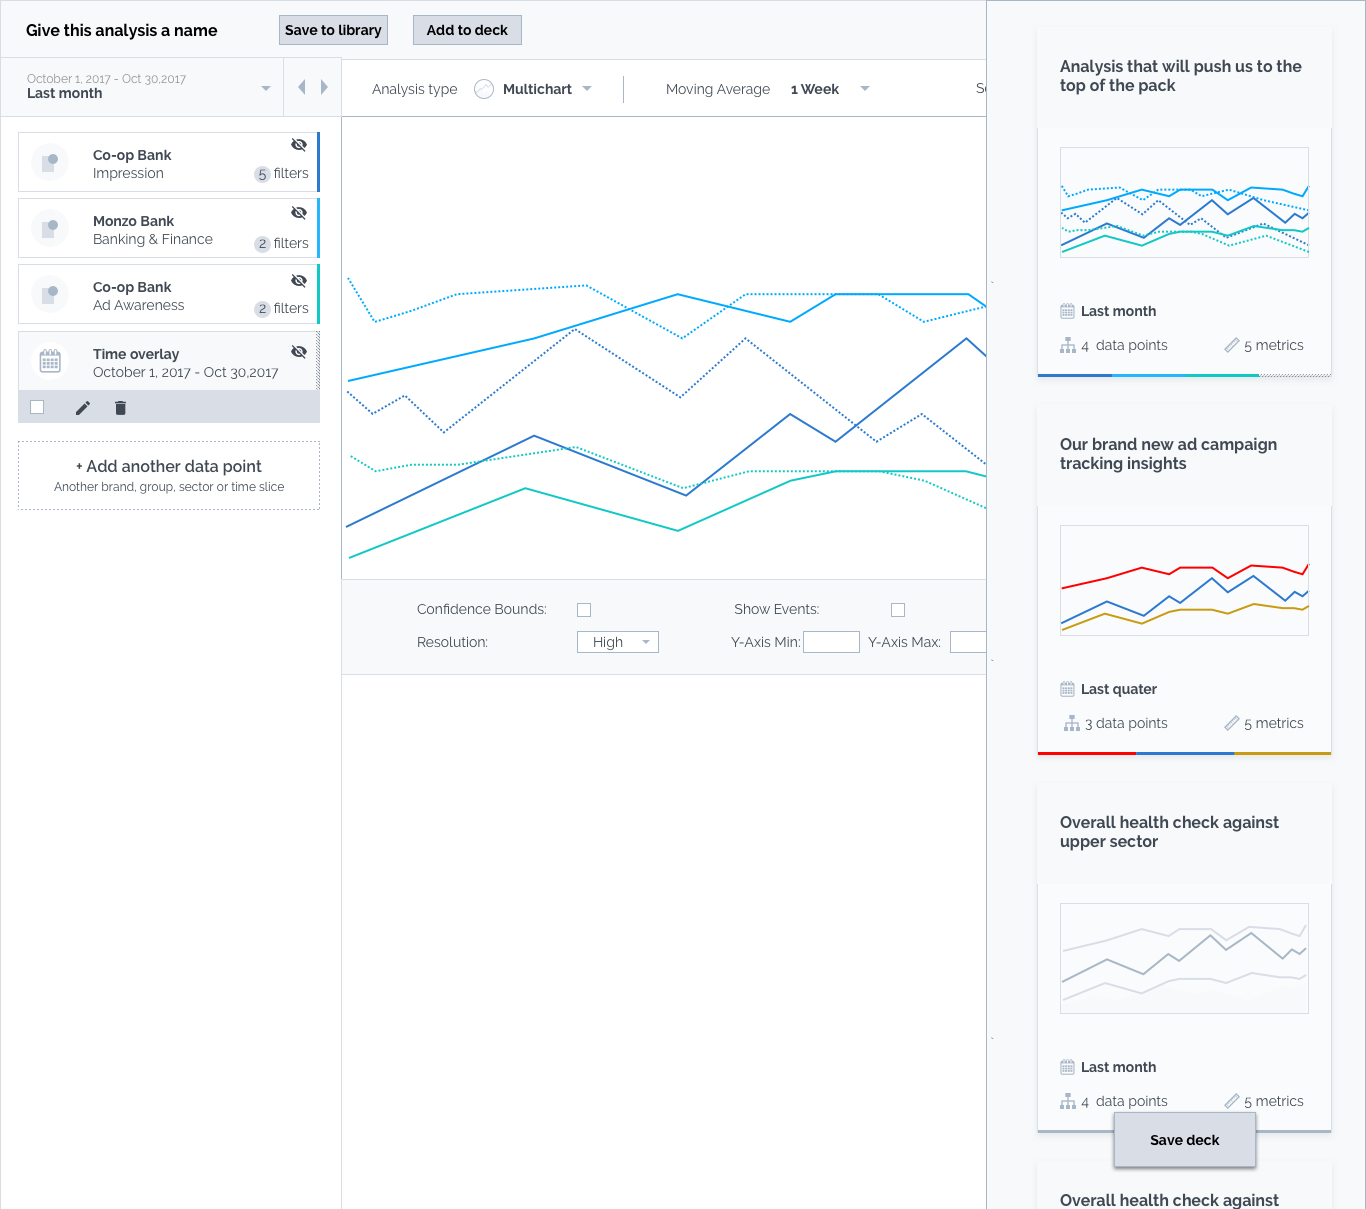 Give this analysis a name
Save to library
Add to deck
October 1, 2017 - Oct 30,2017
Last month
Analysis type
Multichart
Moving Average
1 Week
Co-op Bank
Impression
5 filters
Monzo Bank
Banking & Finance
2 filters
Co-op Bank
Ad Awareness
2 filters
Time overlay
October 1, 2017 - Oct 30,2017
+ Add another data point
Another brand, group, sector or time slice
Confidence Bounds:
Show Events:
Resolution:
High
Y-Axis Min:
Y-Axis Max:
Analysis that will push us to the
top of the pack
Last month
4 data points
5 metrics
Our brand new ad campaign
tracking insights
Last quater
3 data points
5 metrics
Overall health check against
upper sector
Last month
4 data points
5 metrics
Save deck
Overall health check against